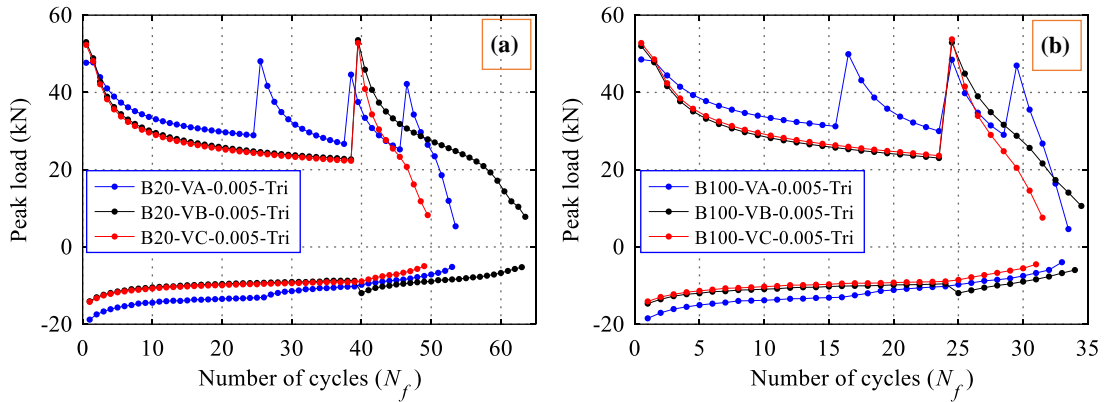 (a)
Peak load (kN)
60
40
20
0
-20
B20-VA-0.005-Tri
B20-VB-0.005-Tri
B20-VC-0.005-Tri
0 10 20 30 40 50 60
Number of cycles (N_f)
(b)
Peak load (kN)
60
40
20
0
-20
B100-VA-0.005-Tri
B100-VB-0.005-Tri
B100-VC-0.005-Tri
0 5 10 15 20 25 30 35
Number of cycles (N_f)